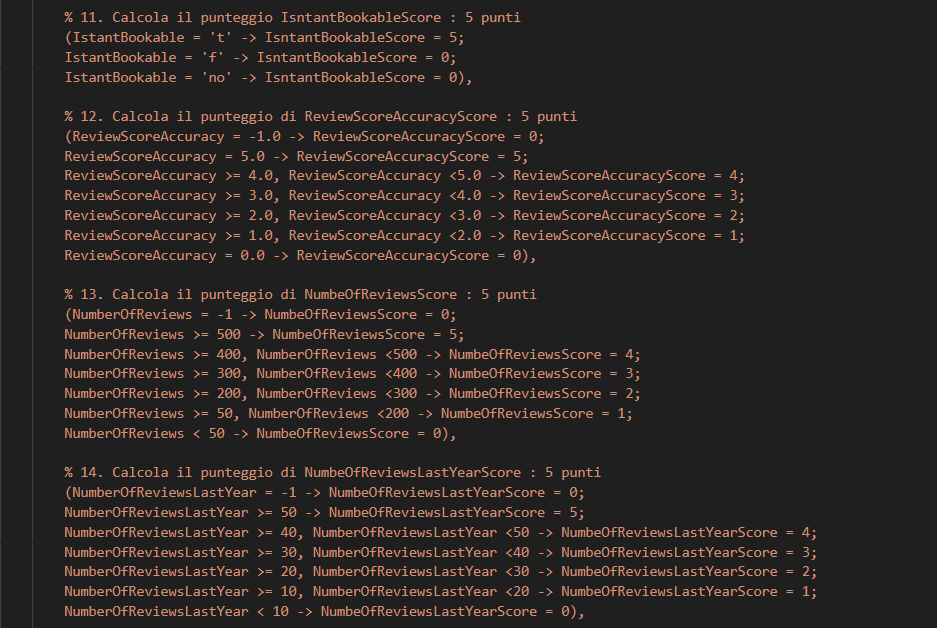 % 11. Calcola il punteggio IsntantBookableScore : 5 punti
(IstantBookable = 't' -> IsntantBookableScore = 5;
IstantBookable = 'f' -> IsntantBookableScore = 0;
IstantBookable = 'no' -> IsntantBookableScore = 0),
% 12. Calcola il punteggio di ReviewScoreAccuracyScore : 5 punti
(ReviewScoreAccuracy = -1.0 -> ReviewScoreAccuracyScore = 0;
ReviewScoreAccuracy = 5.0 -> ReviewScoreAccuracyScore = 5;
ReviewScoreAccuracy >= 4.0, ReviewScoreAccuracy <5.0 -> ReviewScoreAccuracyScore = 4;
ReviewScoreAccuracy >= 3.0, ReviewScoreAccuracy <4.0 -> ReviewScoreAccuracyScore = 3;
ReviewScoreAccuracy >= 2.0, ReviewScoreAccuracy <3.0 -> ReviewScoreAccuracyScore = 2;
ReviewScoreAccuracy >= 1.0, ReviewScoreAccuracy <2.0 -> ReviewScoreAccuracyScore = 1;
ReviewScoreAccuracy = 0.0 -> ReviewScoreAccuracyScore = 0),
% 13. Calcola il punteggio di NumbeOfReviewsScore : 5 punti
(NumberOfReviews = -1 -> NumbeOfReviewsScore = 0;
NumberOfReviews >= 500 -> NumbeOfReviewsScore = 5;
NumberOfReviews >= 400, NumberOfReviews <500 -> NumbeOfReviewsScore = 4;
NumberOfReviews >= 300, NumberOfReviews <400 -> NumbeOfReviewsScore = 3;
NumberOfReviews >= 200, NumberOfReviews <300 -> NumbeOfReviewsScore = 2;
NumberOfReviews >= 50, NumberOfReviews <200 -> NumbeOfReviewsScore = 1;
NumberOfReviews < 50 -> NumbeOfReviewsScore = 0),
% 14. Calcola il punteggio di NumbeOfReviewsLastYearScore : 5 punti
(NumberOfReviewsLastYear = -1 -> NumbeOfReviewsLastYearScore = 0;
NumberOfReviewsLastYear >= 50 -> NumbeOfReviewsLastYearScore = 5;
NumberOfReviewsLastYear >= 40, NumberOfReviewsLastYear <50 -> NumbeOfReviewsLastYearScore = 4;
NumberOfReviewsLastYear >= 30, NumberOfReviewsLastYear <40 -> NumbeOfReviewsLastYearScore = 3;
NumberOfReviewsLastYear >= 20, NumberOfReviewsLastYear <30 -> NumbeOfReviewsLastYearScore = 2;
NumberOfReviewsLastYear >= 10, NumberOfReviewsLastYear <20 -> NumbeOfReviewsLastYearScore = 1;
NumberOfReviewsLastYear < 10 -> NumbeOfReviewsLastYearScore = 0),